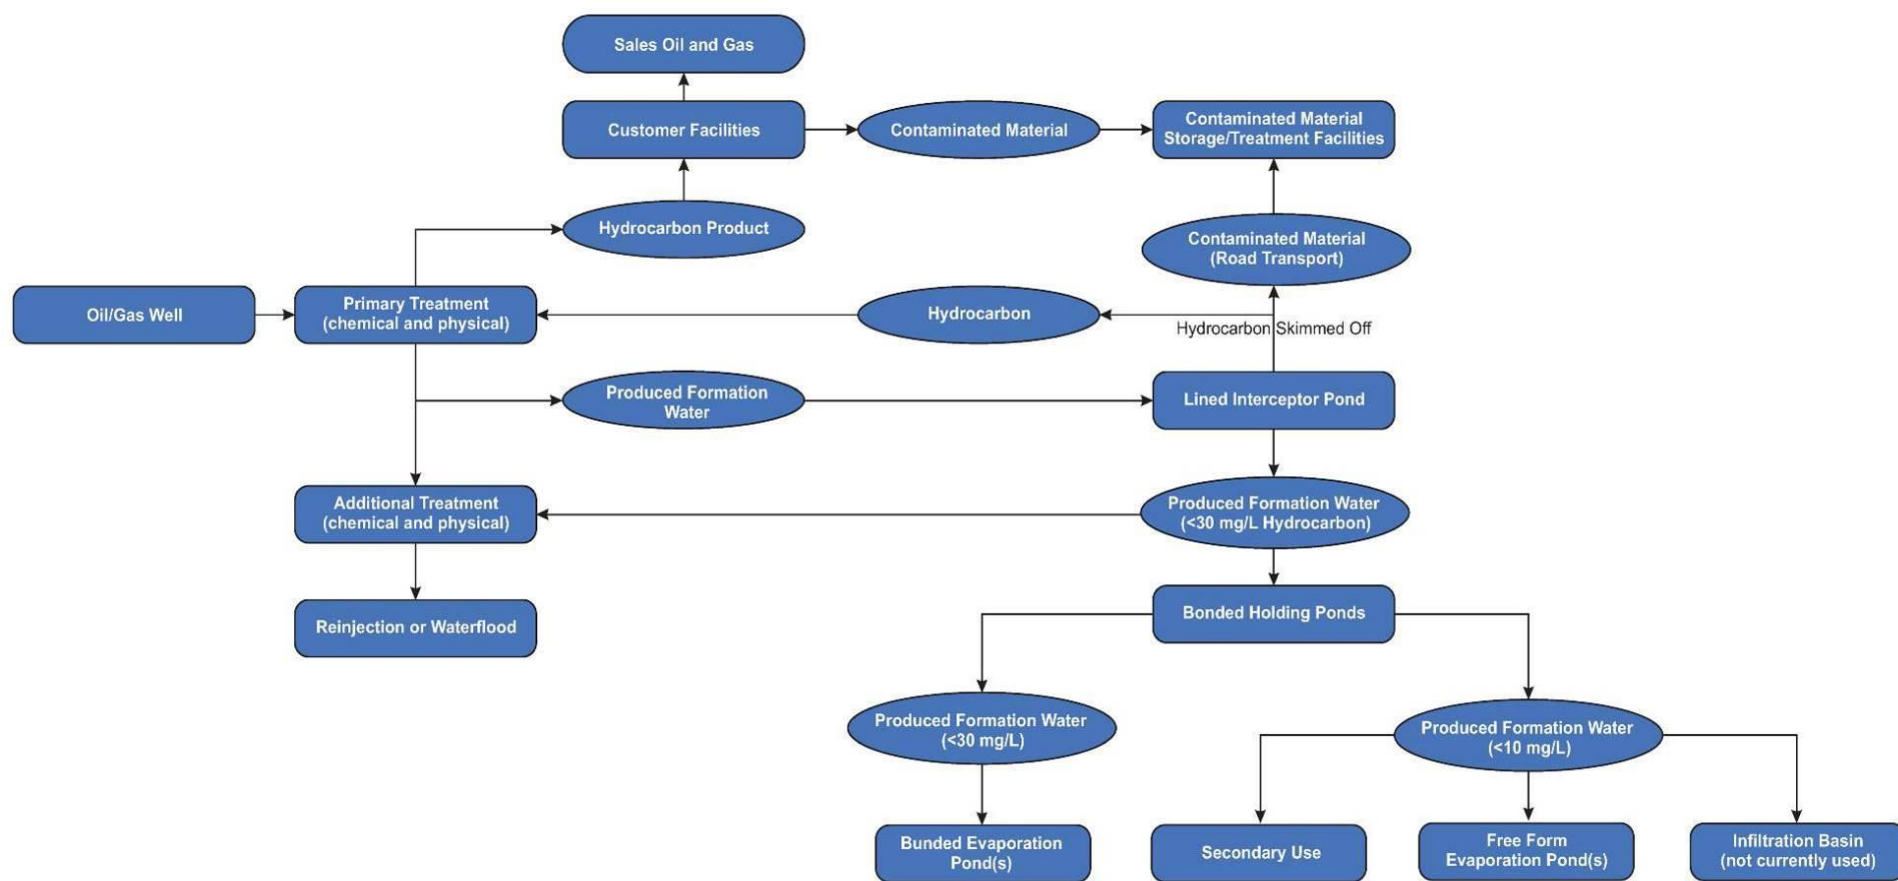 Sales Oil and Gas
Customer Facilities
Contaminated Material
Contaminated Material
Storage/Treatment Facilities
Hydrocarbon Product
Contaminated Material
(Road Transport)
Oil/Gas Well
Primary Treatment
(chemical and physical)
Hydrocarbon
Hydrocarbon Skimmed Off
Produced Formation
Water
Lined Interceptor Pond
Additional Treatment
(chemical and physical)
Produced Formation Water
(<30 mg/L Hydrocarbon)
Reinjection or Waterflood
Bonded Holding Ponds
Produced Formation Water
(<30 mg/L)
Produced Formation Water
(<10 mg/L)
Bunded Evaporation
Pond(s)
Secondary Use
Free Form
Evaporation Pond(s)
Infiltration Basin
(not currently used)